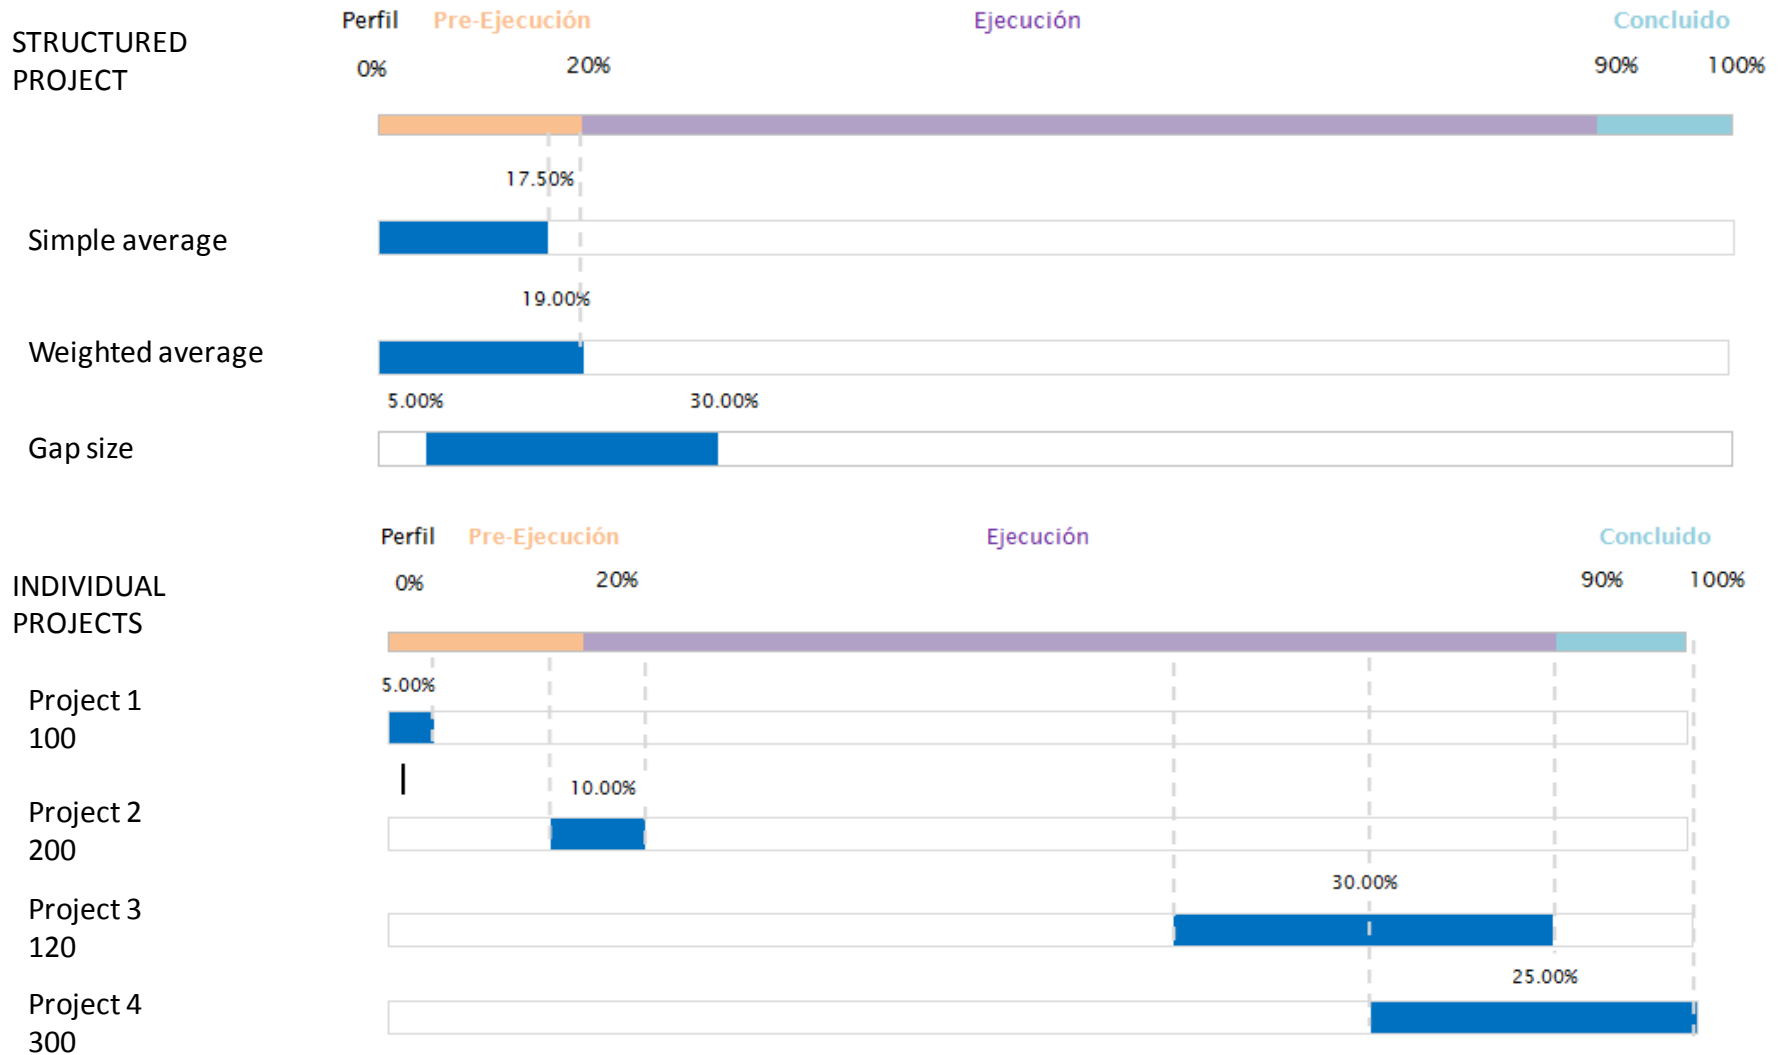 Perfil Pre-Ejecución Ejecución Concluido
STRUCTURED
PROJECT
0% 20% 90% 100%
17.50%
Simple average
19.00%
Weighted average
5.00% 30.00%
Gap size
Perfil Pre-Ejecución Ejecución Concluido
INDIVIDUAL
PROJECTS
0% 20% 90% 100%
5.00%
Project 1
100
10.00%
Project 2
200
30.00%
Project 3
120
25.00%
Project 4
300